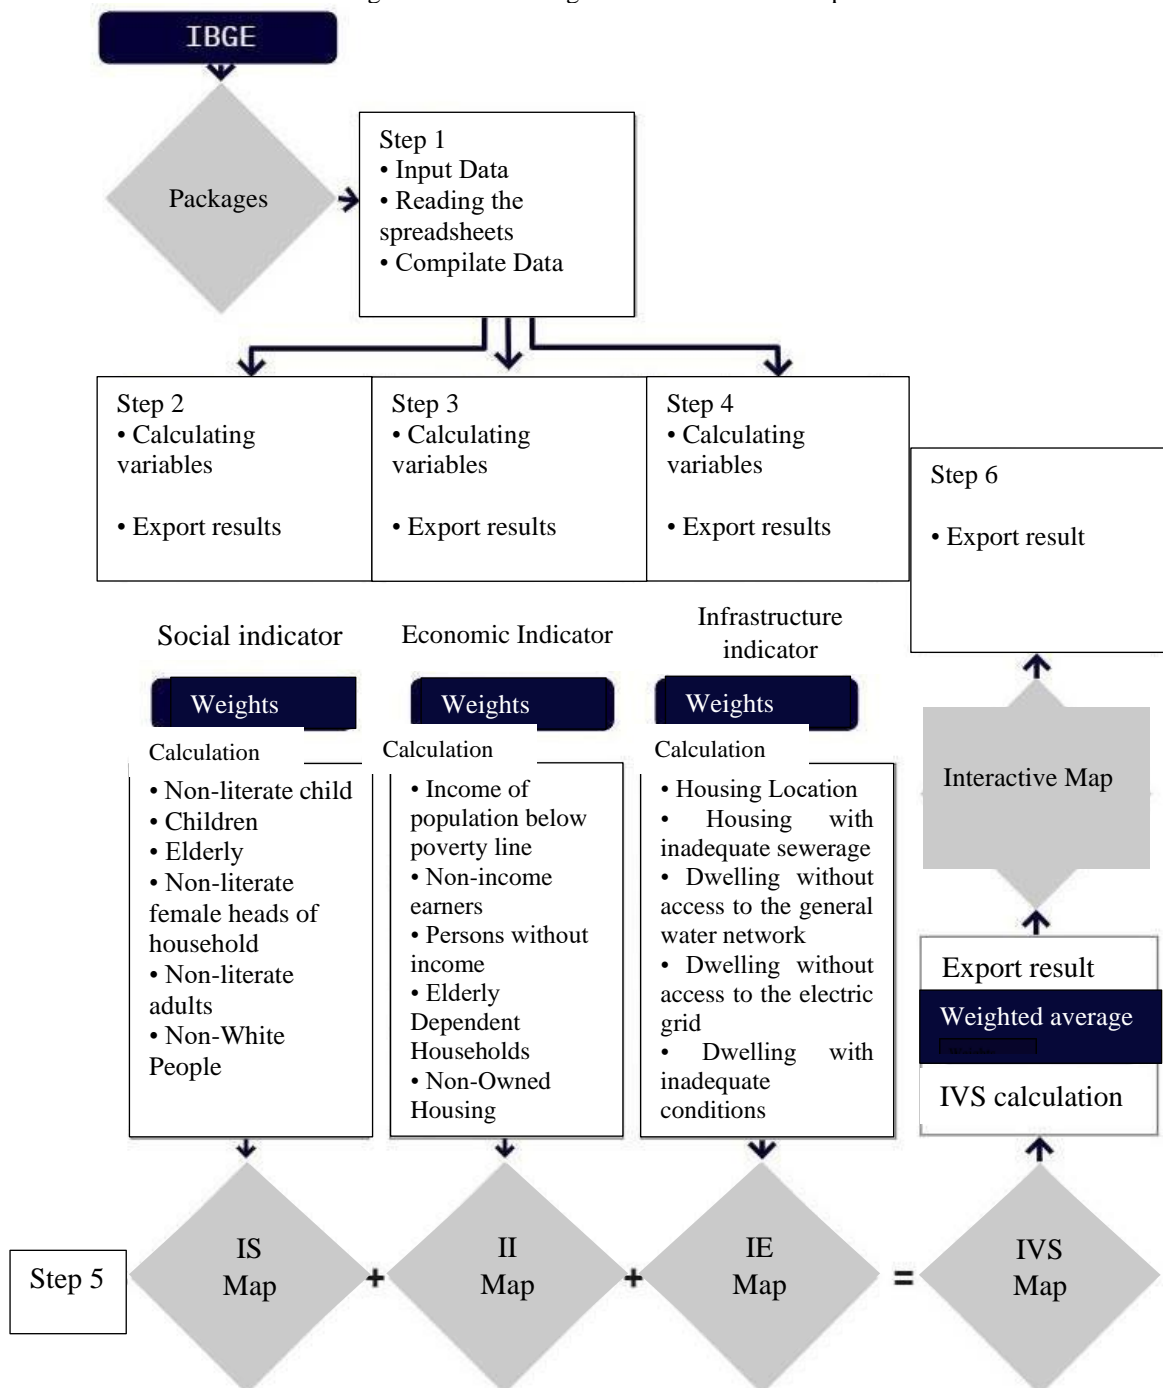 IBGE
Packages
Step 1
• Input Data
• Reading the
spreadsheets
• Compilate Data
Step 2
• Calculating
variables
• Export results
Step 3
• Calculating
variables
• Export results
Step 4
• Calculating
variables
• Export results
Step 6
• Export result
Social indicator
Weights
Calculation
• Non-literate child
• Children
• Elderly
• Non-literate
female heads of
household
• Non-literate
adults
• Non-White
People
Economic Indicator
Weights
Calculation
• Income of
population below
poverty line
• Non-income
earners
• Persons without
income
• Elderly
Dependent
Households
• Non-Owned
Housing
Infrastructure
indicator
Weights
Calculation
• Housing Location
• Housing with
inadequate sewerage
• Dwelling without
access to the general
water network
• Dwelling without
access to the electric
grid
• Dwelling with
inadequate
conditions
Interactive Map
Export result
Weighted average
IVS calculation
Step 5
IS
Map
+
II
Map
+
IE
Map
=
IVS
Map